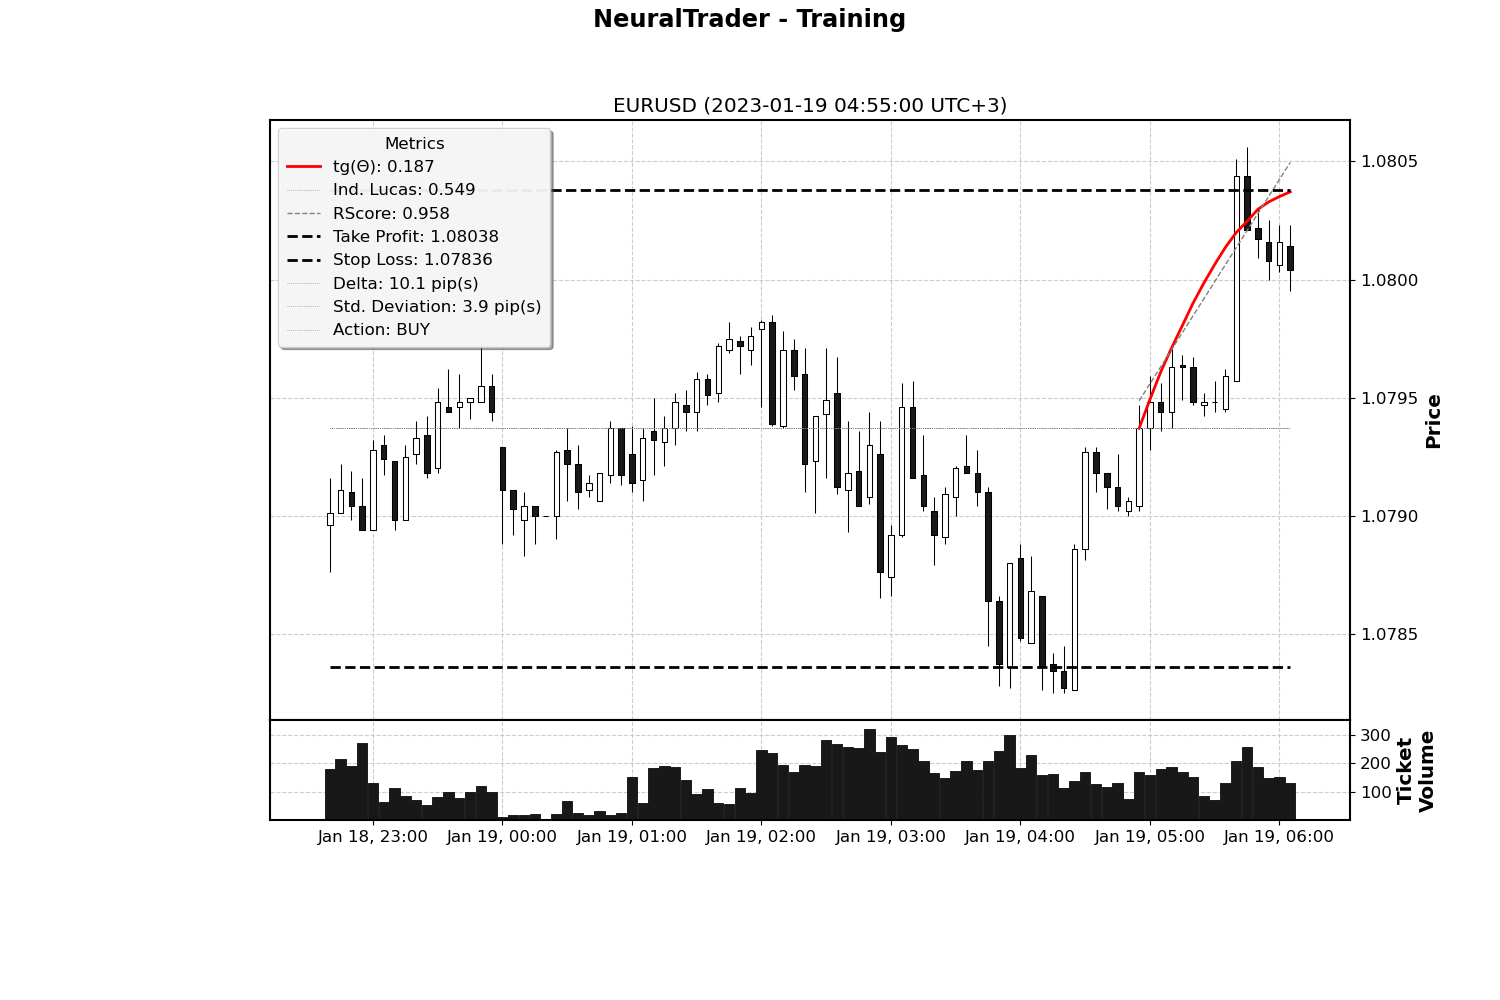 NeuralTrader - Training
EURUSD (2023-01-19 04:55:00 UTC+3)
Metrics
tg(Θ): 0.187
Ind. Lucas: 0.549
RScore: 0.958
Take Profit: 1.08038
Stop Loss: 1.07836
Delta: 10.1 pip(s)
Std. Deviation: 3.9 pip(s)
Action: BUY
1.0805
1.0800
1.0795
1.0790
1.0785
Price
300
200
100
Ticket
Volume
Jan 18, 23:00
Jan 19, 00:00
Jan 19, 01:00
Jan 19, 02:00
Jan 19, 03:00
Jan 19, 04:00
Jan 19, 05:00
Jan 19, 06:00